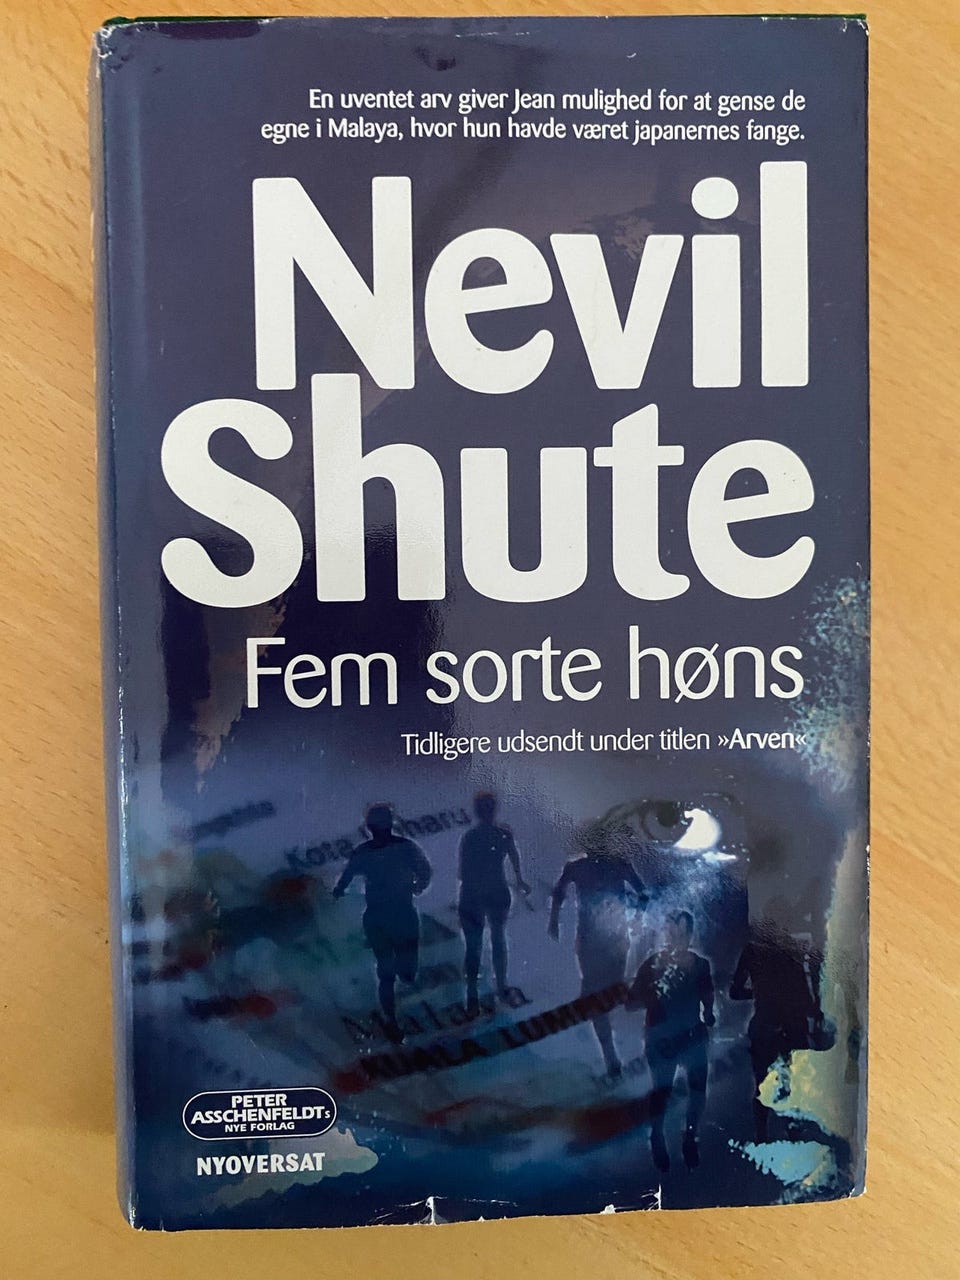 En uventet arv giver Jean mulighed for at gense de
egne i Malaya, hvor hun havde været japanernes fange.
Nevil
Shute
Fem sorte høns
Tidligere udsendt under titlen »Arven«
Kota
Malaya
KUALA LUMPUR
PETER
ASSCHENFELDTs
NYE FORLAG
NYOVERSAT